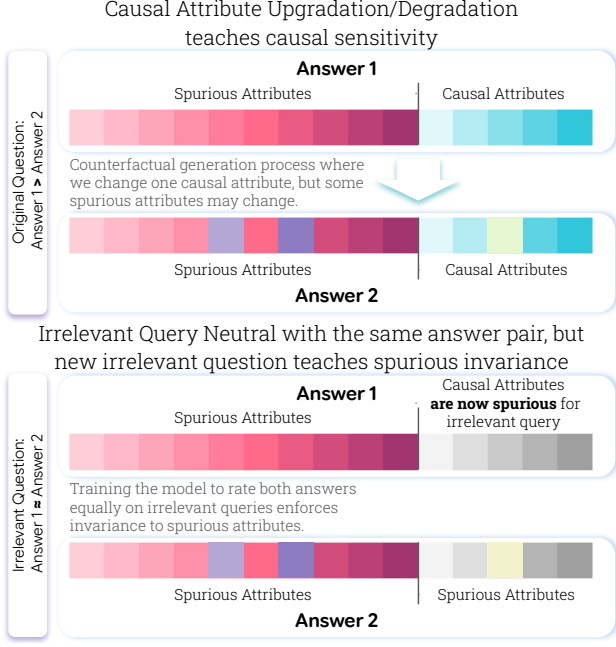 Causal Attribute Upgradation/Degradation
teaches causal sensitivity
Original Question:
Answer 1 > Answer 2
Answer 1
Spurious Attributes
Causal Attributes
Counterfactual generation process where
we change one causal attribute, but some
spurious attributes may change.
Spurious Attributes
Causal Attributes
Answer 2
Irrelevant Query Neutral with the same answer pair, but
new irrelevant question teaches spurious invariance
Irrelevant Question:
Answer 1 ≈ Answer 2
Answer 1
Spurious Attributes
Causal Attributes
are now spurious for
irrelevant query
Training the model to rate both answers
equally on irrelevant queries enforces
invariance to spurious attributes.
Spurious Attributes
Spurious Attributes
Answer 2